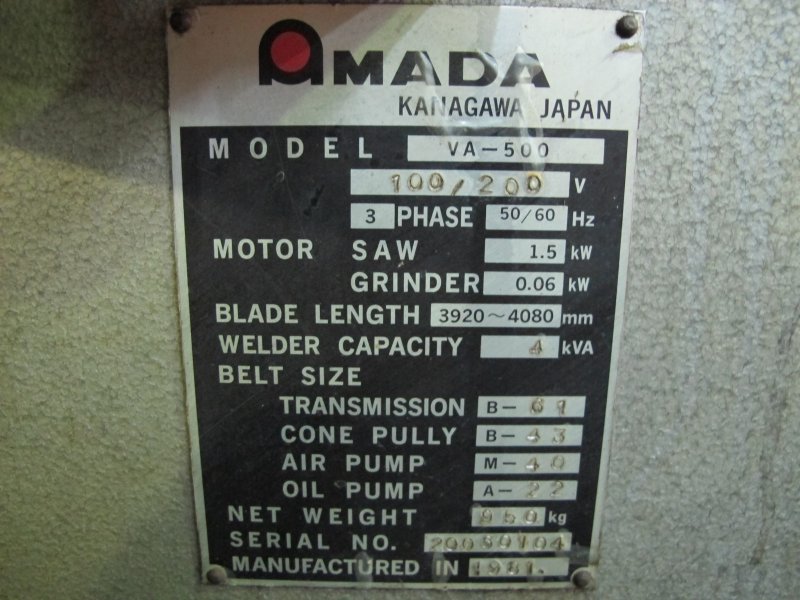 AMADA
KANAGAWA JAPAN
MODEL VA-500
100/200 V
3 PHASE 50/60 Hz
MOTOR SAW 1.5 kW
GRINDER 0.06 kW
BLADE LENGTH 3920~4080 mm
WELDER CAPACITY 4 kVA
BELT SIZE
TRANSMISSION B-61
CONE PULLY B-43
AIR PUMP M-40
OIL PUMP A-22
NET WEIGHT 950 kg
SERIAL NO.
MANUFACTURED IN 1981.